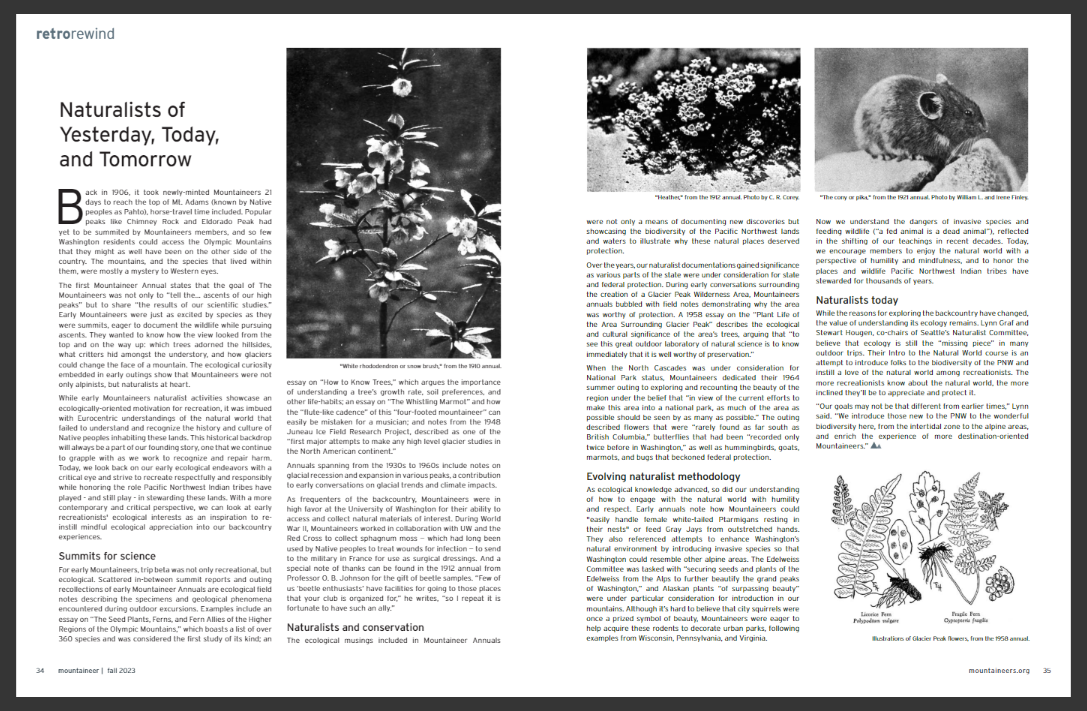 retrorewind
Naturalists of
Yesterday, Today,
and Tomorrow
Back in 1906, it took newly-minted Mountaineers 21
days to reach the top of Mt. Adams (known by Native
peoples as Pahto), horse-travel time included. Popular
peaks like Chimney Rock and Eldorado Peak had
yet to be summited by Mountaineers members, and so few
Washington residents could access the Olympic Mountains
that they might as well have been on the other side of the
country. The mountains, and the species that lived within
them, were mostly a mystery to Western eyes.
The first Mountaineer Annual states that the goal of The
Mountaineers was not only to "tell the... ascents of our high
peaks" but to share "the results of our scientific studies."
Early Mountaineers were just as excited by species as they
were summits, eager to document the wildlife while pursuing
ascents. They wanted to know how the view looked from the
top and on the way up: which trees adorned the hillsides,
what critters hid amongst the understory, and how glaciers
could change the face of a mountain. The ecological curiosity
embedded in early outings show that Mountaineers were not
only alpinists, but naturalists at heart.
While early Mountaineers naturalist activities showcase an
ecologically-oriented motivation for recreation, it was imbued
with Eurocentric understandings of the natural world that
failed to understand and recognize the history and culture of
Native peoples inhabiting these lands. This historical backdrop
will always be a part of our founding story, one that we continue
to grapple with as we work to recognize and repair harm.
Today, we look back on our early ecological endeavors with a
critical eye and strive to recreate respectfully and responsibly
while honoring the role Pacific Northwest Indian tribes have
played - and still play - in stewarding these lands. With a more
contemporary and critical perspective, we can look at early
recreationists' ecological interests as an inspiration to re-
instill mindful ecological appreciation into our backcountry
experiences.
Summits for science
For early Mountaineers, trip beta was not only recreational, but
ecological. Scattered in-between summit reports and outing
recollections of early Mountaineer Annuals are ecological field
notes describing the specimens and geological phenomena
encountered during outdoor excursions. Examples include an
essay on "The Seed Plants, Ferns, and Fern Allies of the Higher
Regions of the Olympic Mountains," which boasts a list of over
360 species and was considered the first study of its kind; an
"White rhododendron or snow brush," from the 1910 annual.
essay on "How to Know Trees," which argues the importance
of understanding a tree's growth rate, soil preferences, and
other life-habits; an essay on "The Whistling Marmot" and how
the "flute-like cadence" of this "four-footed mountaineer" can
easily be mistaken for a musician; and notes from the 1948
Juneau Ice Field Research Project, described as one of the
"first major attempts to make any high level glacier studies in
the North American continent."
Annuals spanning from the 1930s to 1960s include notes on
glacial recession and expansion in various peaks, a contribution
to early conversations on glacial trends and climate impacts.
As frequenters of the backcountry, Mountaineers were in
high favor at the University of Washington for their ability to
access and collect natural materials of interest. During World
War II, Mountaineers worked in collaboration with UW and the
Red Cross to collect sphagnum moss – which had long been
used by Native peoples to treat wounds for infection – to send
to the military in France for use as surgical dressings. And a
special note of thanks can be found in the 1912 annual from
Professor O. B. Johnson for the gift of beetle samples. "Few of
us 'beetle enthusiasts' have facilities for going to those places
that your club is organized for," he writes, "so I repeat it is
fortunate to have such an ally."
Naturalists and conservation
The ecological musings included in Mountaineer Annuals
34 mountaineer | fall 2023
"Heather," from the 1912 annual. Photo by C. R. Corey.
"The cony or pika," from the 1921 annual. Photo by William L. and Irene Finley.
were not only a means of documenting new discoveries but
showcasing the biodiversity of the Pacific Northwest lands
and waters to illustrate why these natural places deserved
protection.
Over the years, our naturalist documentations gained significance
as various parts of the state were under consideration for state
and federal protection. During early conversations surrounding
the creation of a Glacier Peak Wilderness Area, Mountaineers
annuals bubbled with field notes demonstrating why the area
was worthy of protection. A 1958 essay on the "Plant Life of
the Area Surrounding Glacier Peak" describes the ecological
and cultural significance of the area's trees, arguing that "to
see this great outdoor laboratory of natural science is to know
immediately that it is well worthy of preservation."
When the North Cascades was under consideration for
National Park status, Mountaineers dedicated their 1964
summer outing to exploring and recounting the beauty of the
region under the belief that "in view of the current efforts to
make this area into a national park, as much of the area as
possible should be seen by as many as possible." The outing
described flowers that were "rarely found as far south as
British Columbia," butterflies that had been "recorded only
twice before in Washington," as well as hummingbirds, goats,
marmots, and bugs that beckoned federal protection.
Evolving naturalist methodology
As ecological knowledge advanced, so did our understanding
of how to engage with the natural world with humility
and respect. Early annuals note how Mountaineers could
"easily handle female white-tailed Ptarmigans resting in
their nests" or feed Gray Jays from outstretched hands.
They also referenced attempts to enhance Washington's
natural environment by introducing invasive species so that
Washington could resemble other alpine areas. The Edelweiss
Committee was tasked with "securing seeds and plants of the
Edelweiss from the Alps to further beautify the grand peaks
of Washington," and Alaskan plants "of surpassing beauty"
were under particular consideration for introduction in our
mountains. Although it's hard to believe that city squirrels were
once a prized symbol of beauty, Mountaineers were eager to
help acquire these rodents to decorate urban parks, following
examples from Wisconsin, Pennsylvania, and Virginia.
Now we understand the dangers of invasive species and
feeding wildlife ("a fed animal is a dead animal"), reflected
in the shifting of our teachings in recent decades. Today,
we encourage members to enjoy the natural world with a
perspective of humility and mindfulness, and to honor the
places and wildlife Pacific Northwest Indian tribes have
stewarded for thousands of years.
Naturalists today
While the reasons for exploring the backcountry have changed,
the value of understanding its ecology remains. Lynn Graf and
Stewart Hougen, co-chairs of Seattle's Naturalist Committee,
believe that ecology is still the "missing piece" in many
outdoor trips. Their Intro to the Natural World course is an
attempt to introduce folks to the biodiversity of the PNW and
instill a love of the natural world among recreationists. The
more recreationists know about the natural world, the more
inclined they'll be to appreciate and protect it.
"Our goals may not be that different from earlier times," Lynn
said. "We introduce those new to the PNW to the wonderful
biodiversity here, from the intertidal zone to the alpine areas,
and enrich the experience of more destination-oriented
Mountaineers."
Licorice Fern
Polypodium vulgare
Fragile Fern
Cystopteris fragilis
Illustrations of Glacier Peak flowers, from the 1958 annual.
mountaineers.org 35